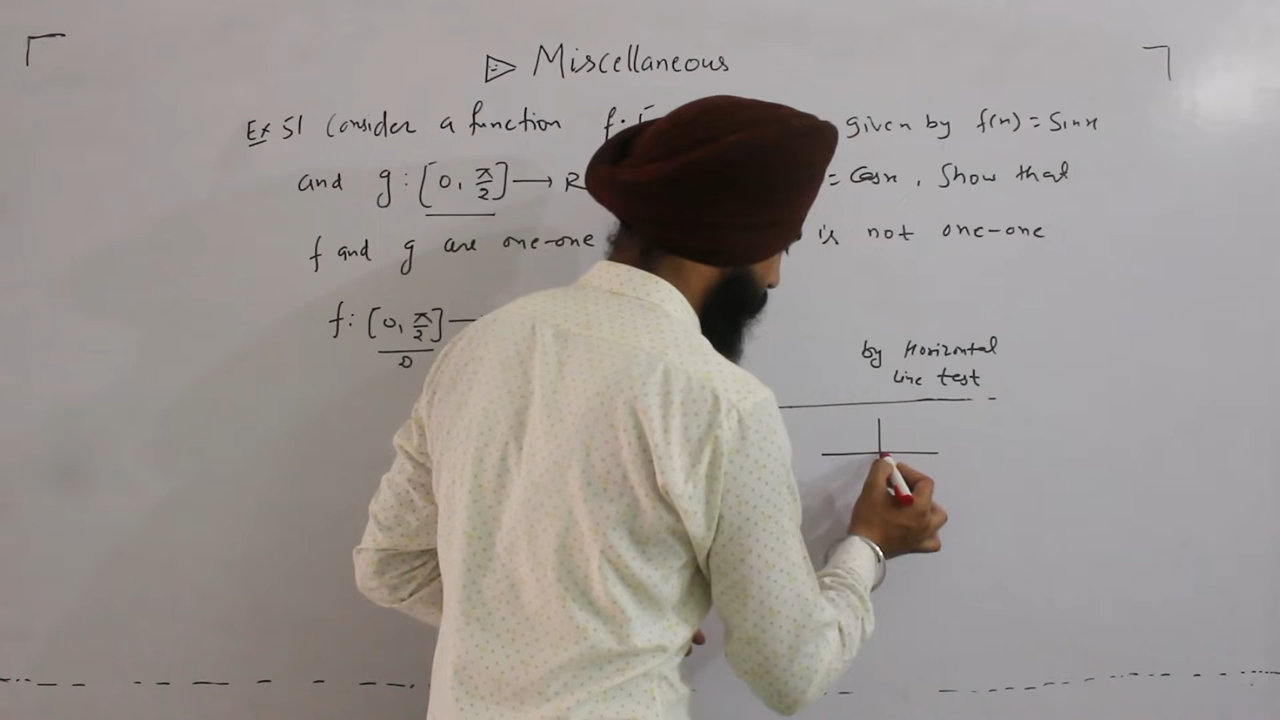 Miscellaneous
Ex 51 Consider a function f: [ given by f(x) = Sinx
and g: [0, π/2] → R = Cosx, Show that
f and g are one-one is not one-one
f: [0, π/2] —
D
by Horizontal
line test